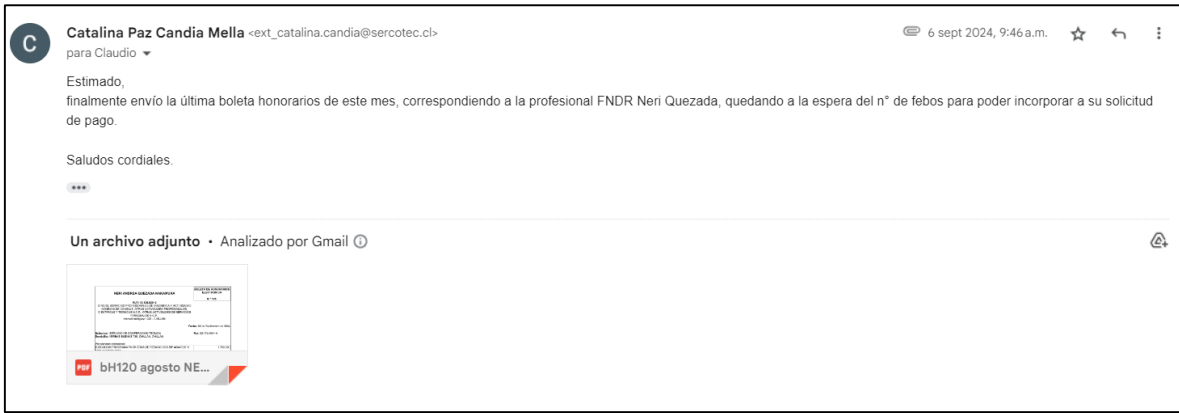 C
Catalina Paz Candia Mella <ext_catalina.candia@sercotec.cl>
6 sept 2024, 9:46 a.m.
para Claudio
Estimado,
finalmente envío la última boleta honorarios de este mes, correspondiendo a la profesional FNDR Neri Quezada, quedando a la espera del n° de febos para poder incorporar a su solicitud
de pago.
Saludos cordiales.
Un archivo adjunto • Analizado por Gmail
PDF
bH120 agosto NE...